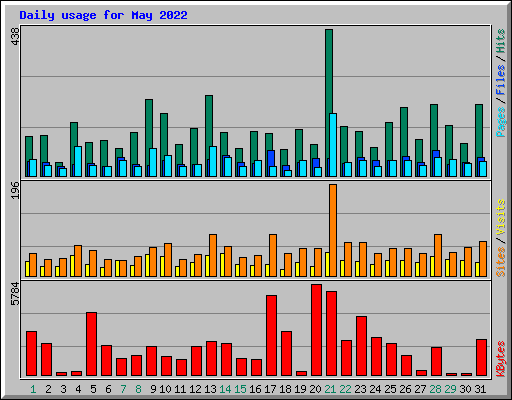 Daily usage for May 2022
438
Pages / Files / Hits
196
Sites / Visits
5784
KBytes
1 2 3 4 5 6 7 8 9 10 11 12 13 14 15 16 17 18 19 20 21 22 23 24 25 26 27 28 29 30 31